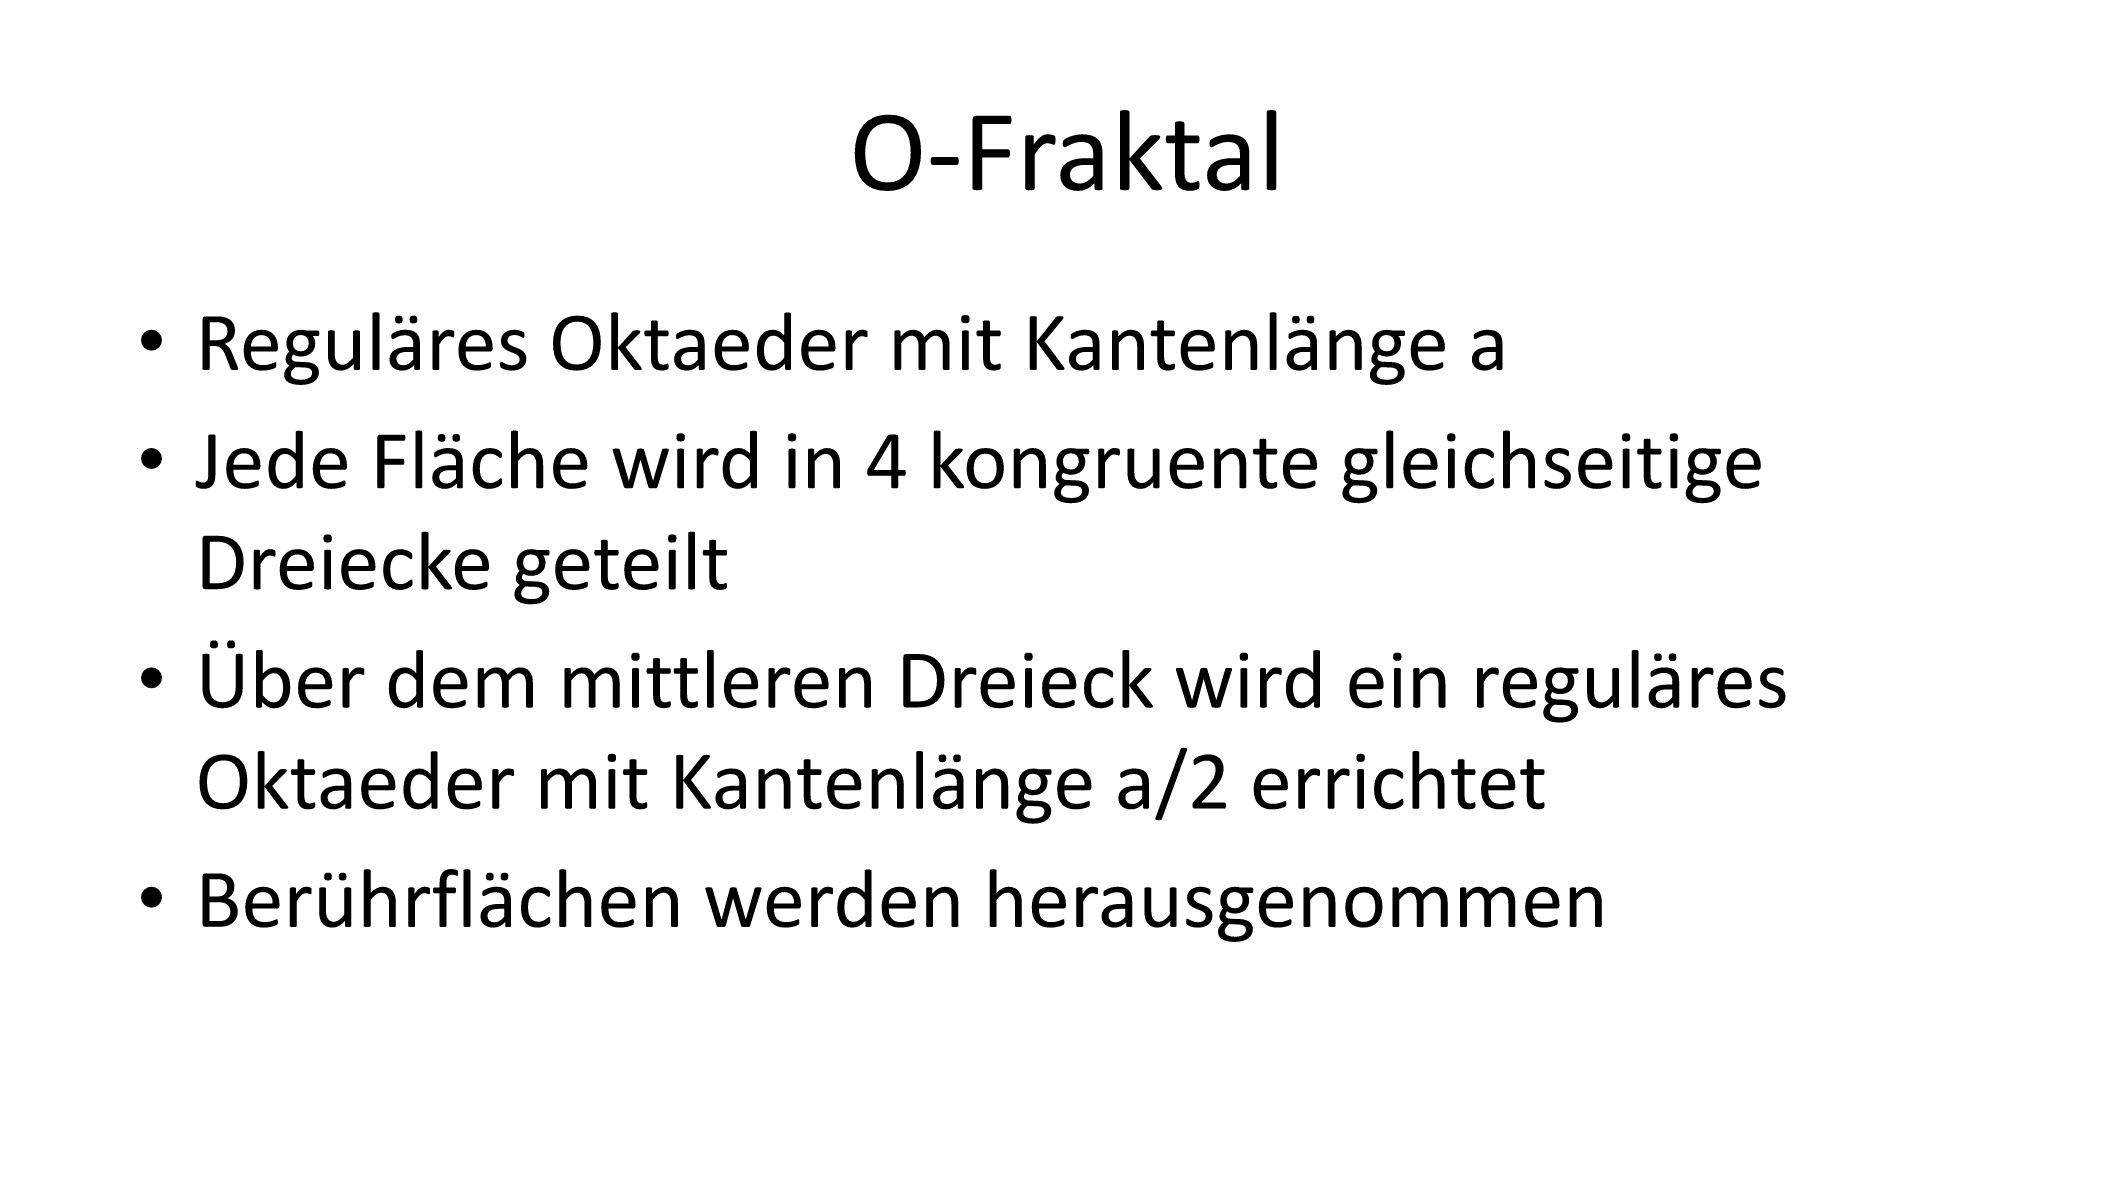 O-Fraktal
• Reguläres Oktaeder mit Kantenlänge a
• Jede Fläche wird in 4 kongruente gleichseitige
Dreiecke geteilt
• Über dem mittleren Dreieck wird ein reguläres
Oktaeder mit Kantenlänge a/2 errichtet
• Berührflächen werden herausgenommen